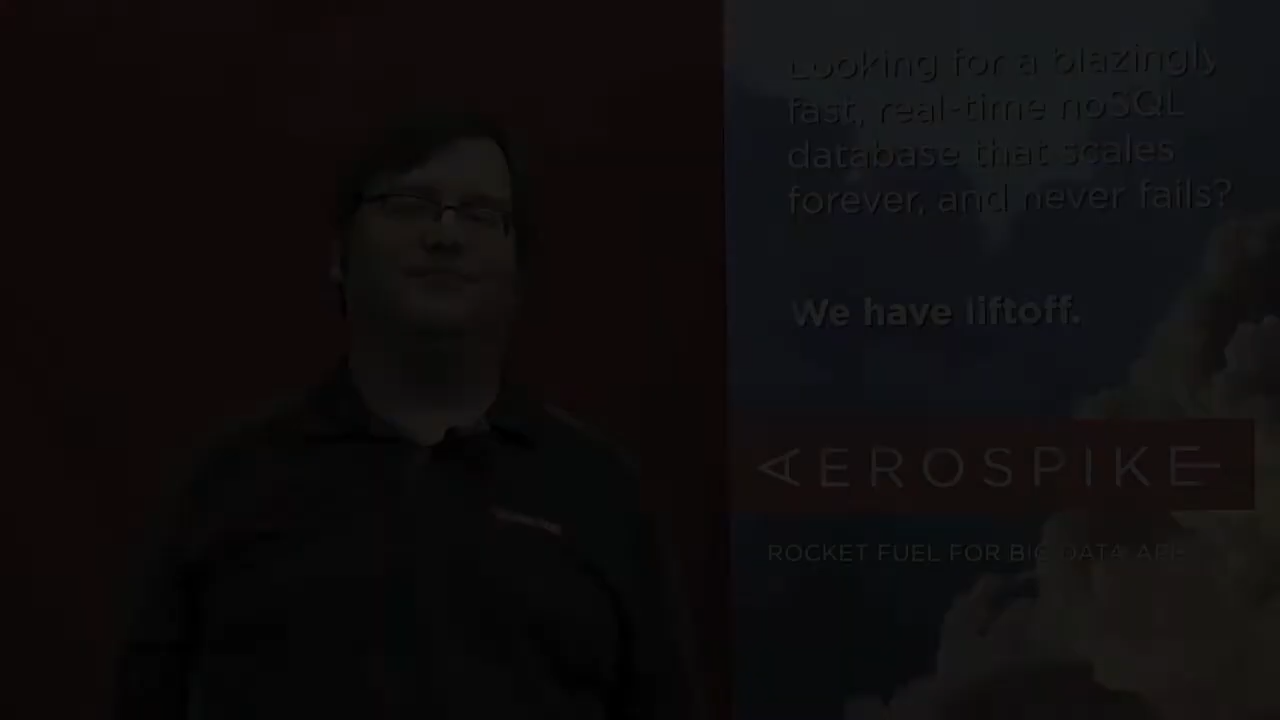 Looking for a blazingly
fast, real-time noSQL
database that scales
forever, and never fails?
We have liftoff.
AEROSPIKE
ROCKET FUEL FOR BIG DATA APPS